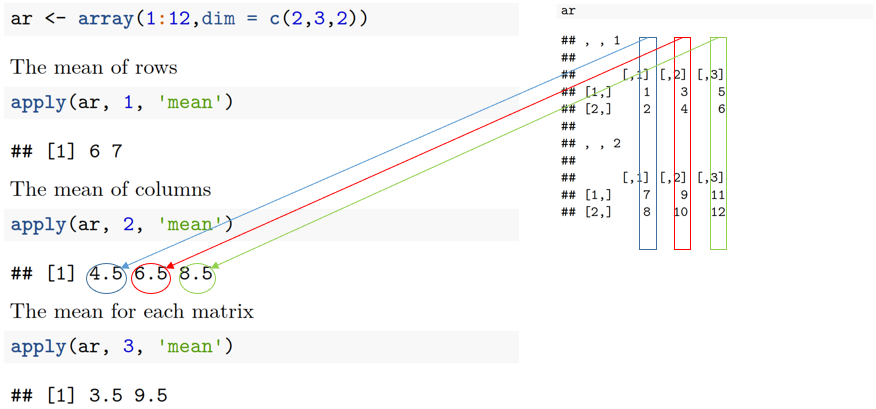 ar <- array(1:12,dim = c(2,3,2))
The mean of rows
apply(ar, 1, 'mean')
## [1] 6 7
The mean of columns
apply(ar, 2, 'mean')
## [1] 4.5 6.5 8.5
The mean for each matrix
apply(ar, 3, 'mean')
## [1] 3.5 9.5
ar
## , , 1
##
##      [,1] [,2] [,3]
## [1,]    1    3    5
## [2,]    2    4    6
##
## , , 2
##
##      [,1] [,2] [,3]
## [1,]    7    9   11
## [2,]    8   10   12